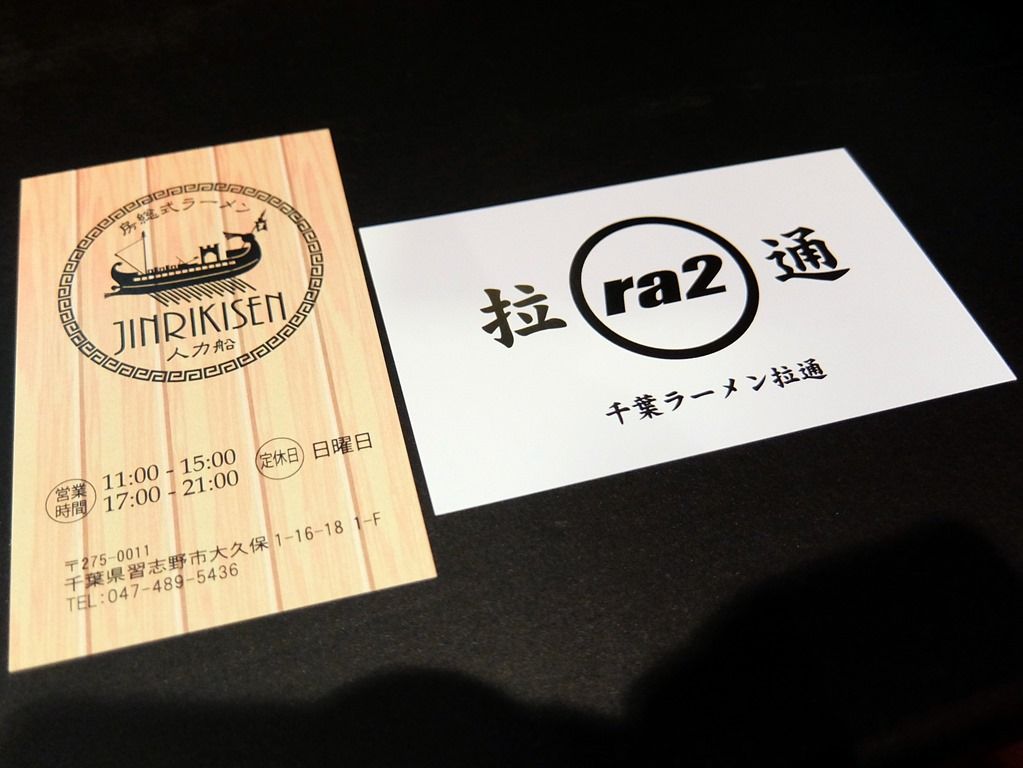 房総式ラーメン
JINRIKISEN
人力船
営業時間
11:00 - 15:00
17:00 - 21:00
定休日
日曜日
〒275-0011
千葉県習志野市大久保 1-16-18 1-F
TEL:047-489-5436
拉 ra2 通
千葉ラーメン拉通